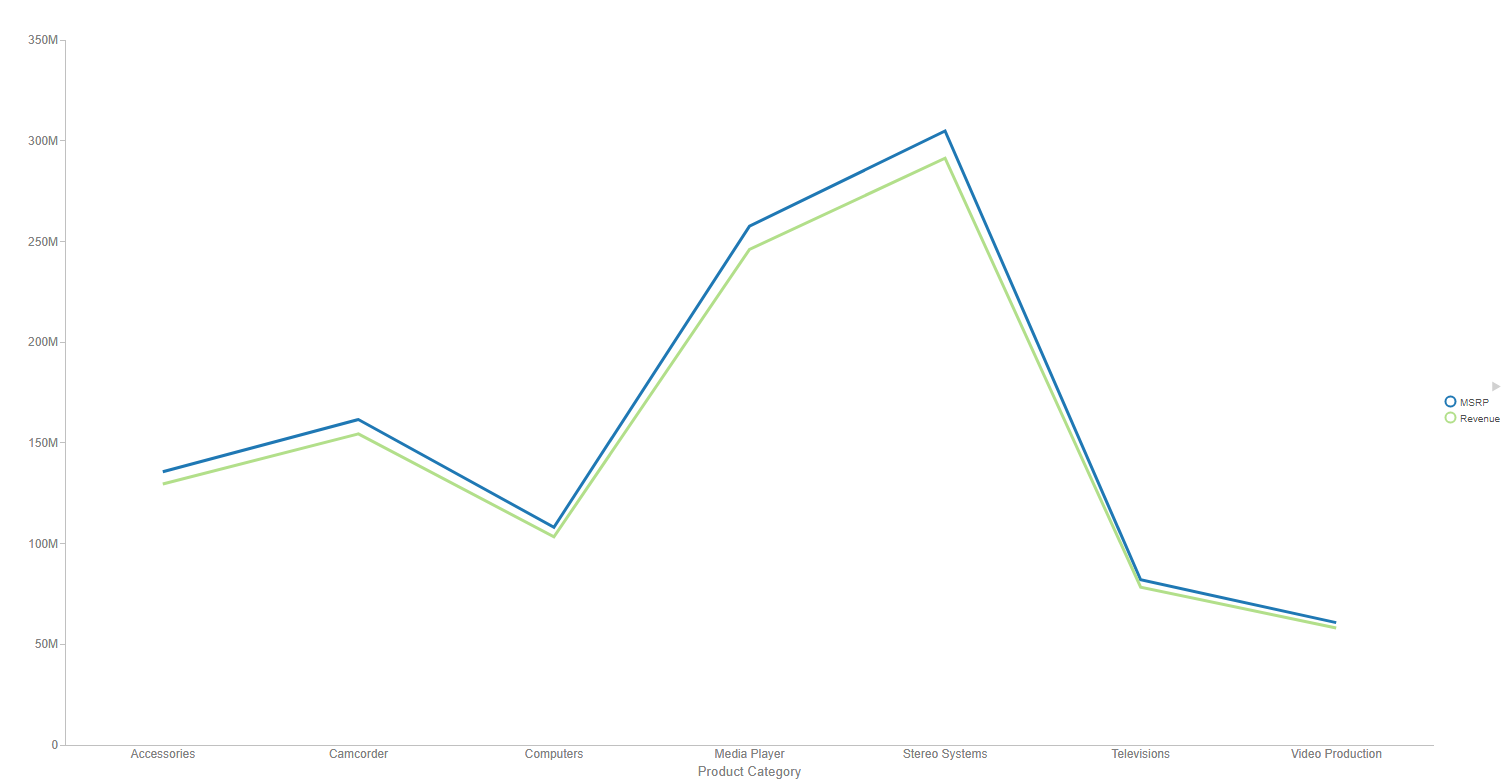 350M
300M
250M
200M
150M
100M
50M
0
Accessories Camcorder Computers Media Player Stereo Systems Televisions Video Production
Product Category
MSRP
Revenue